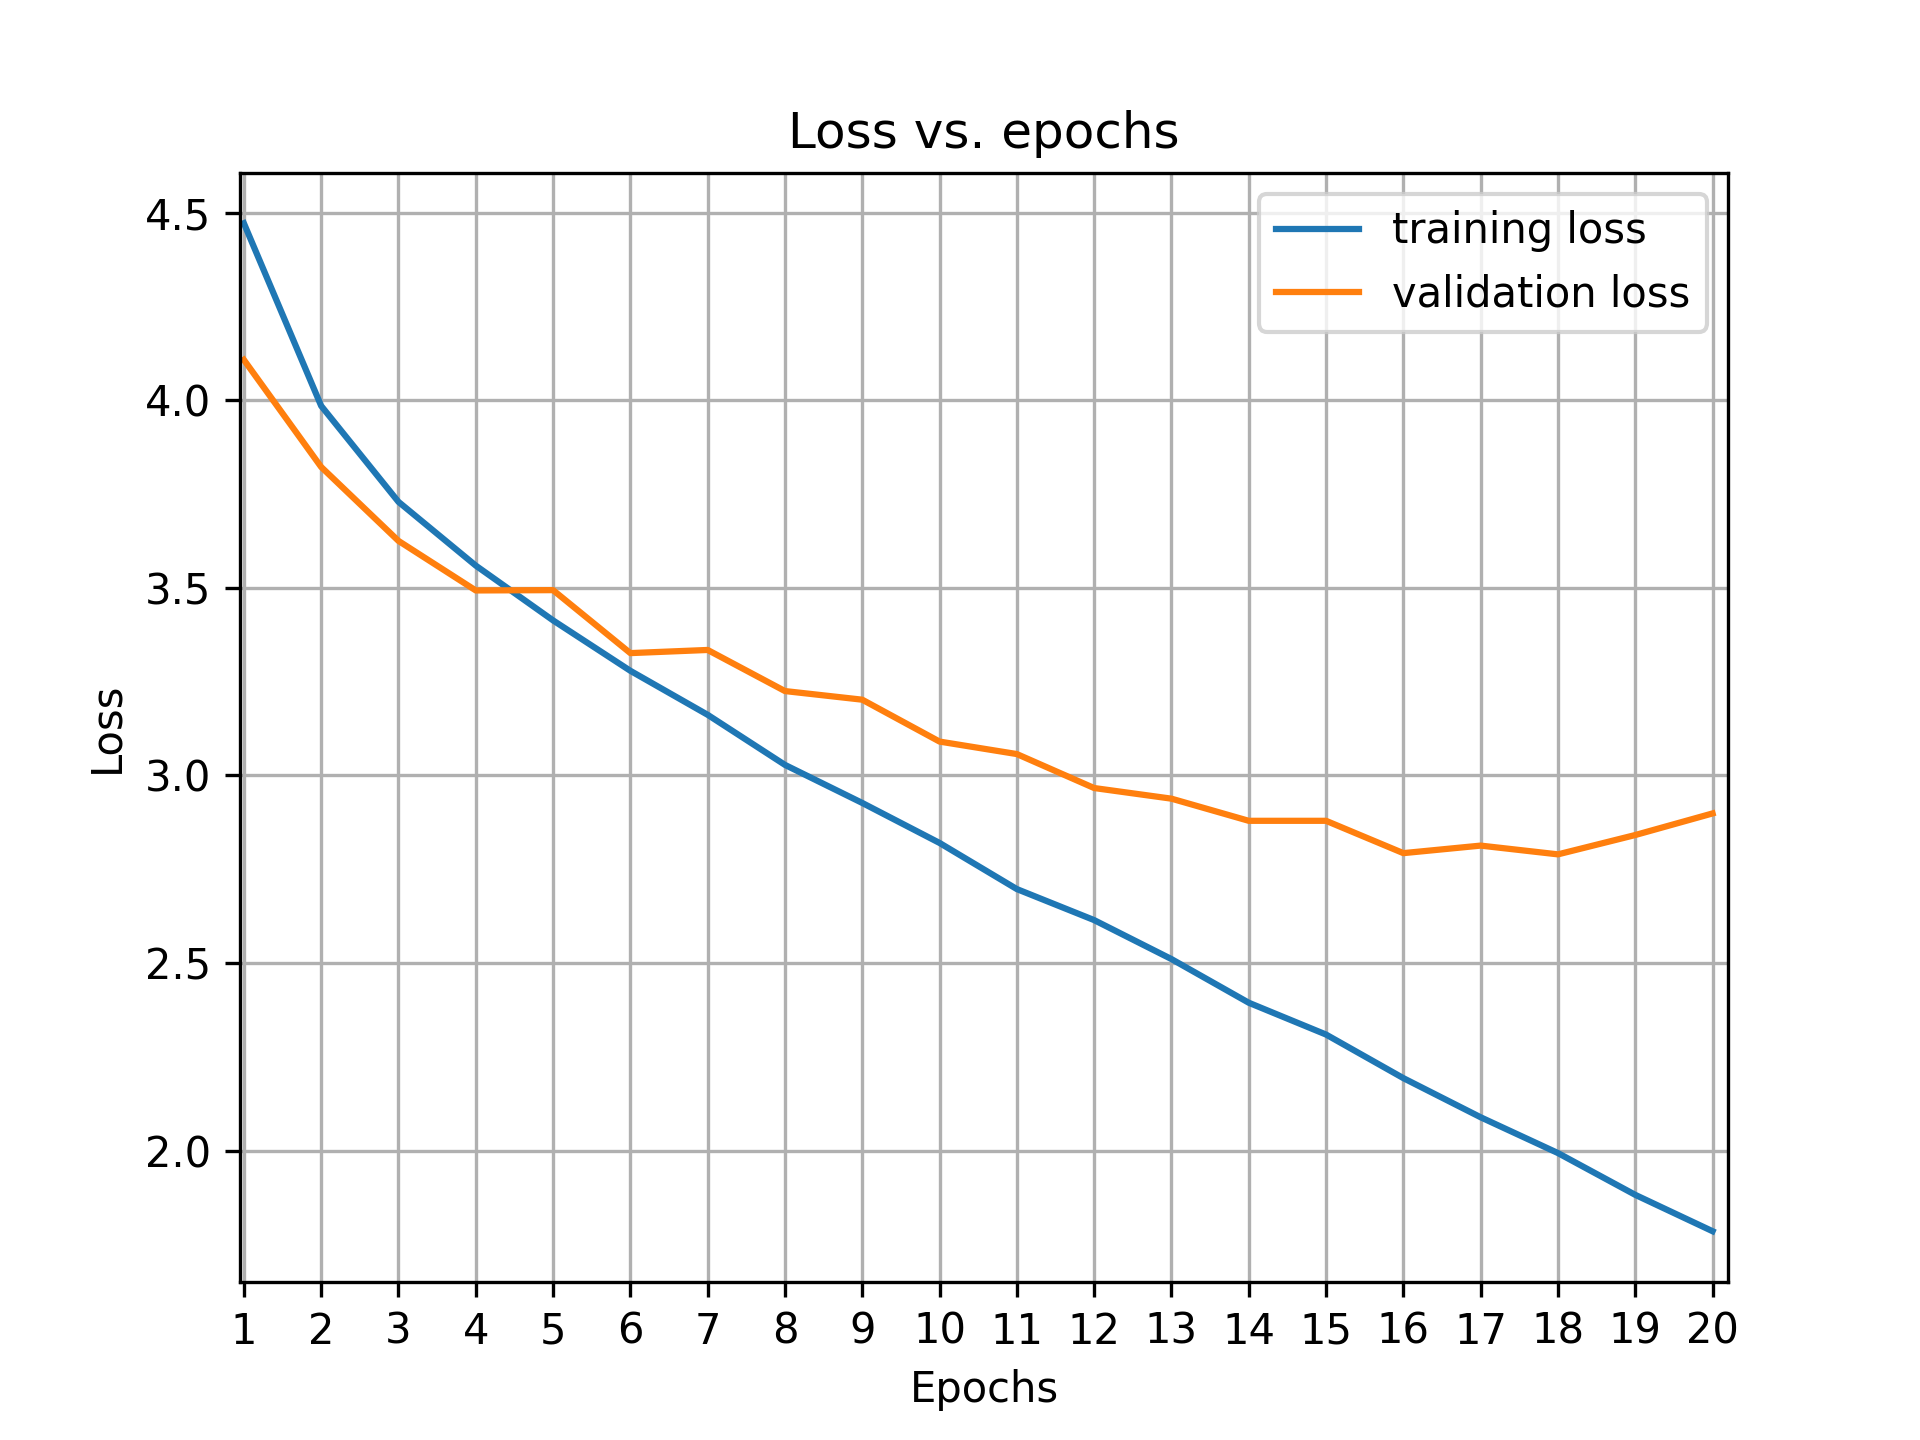 Loss vs. epochs
training loss
validation loss
4.5
4.0
3.5
3.0
2.5
2.0
Loss
1 2 3 4 5 6 7 8 9 10 11 12 13 14 15 16 17 18 19 20
Epochs